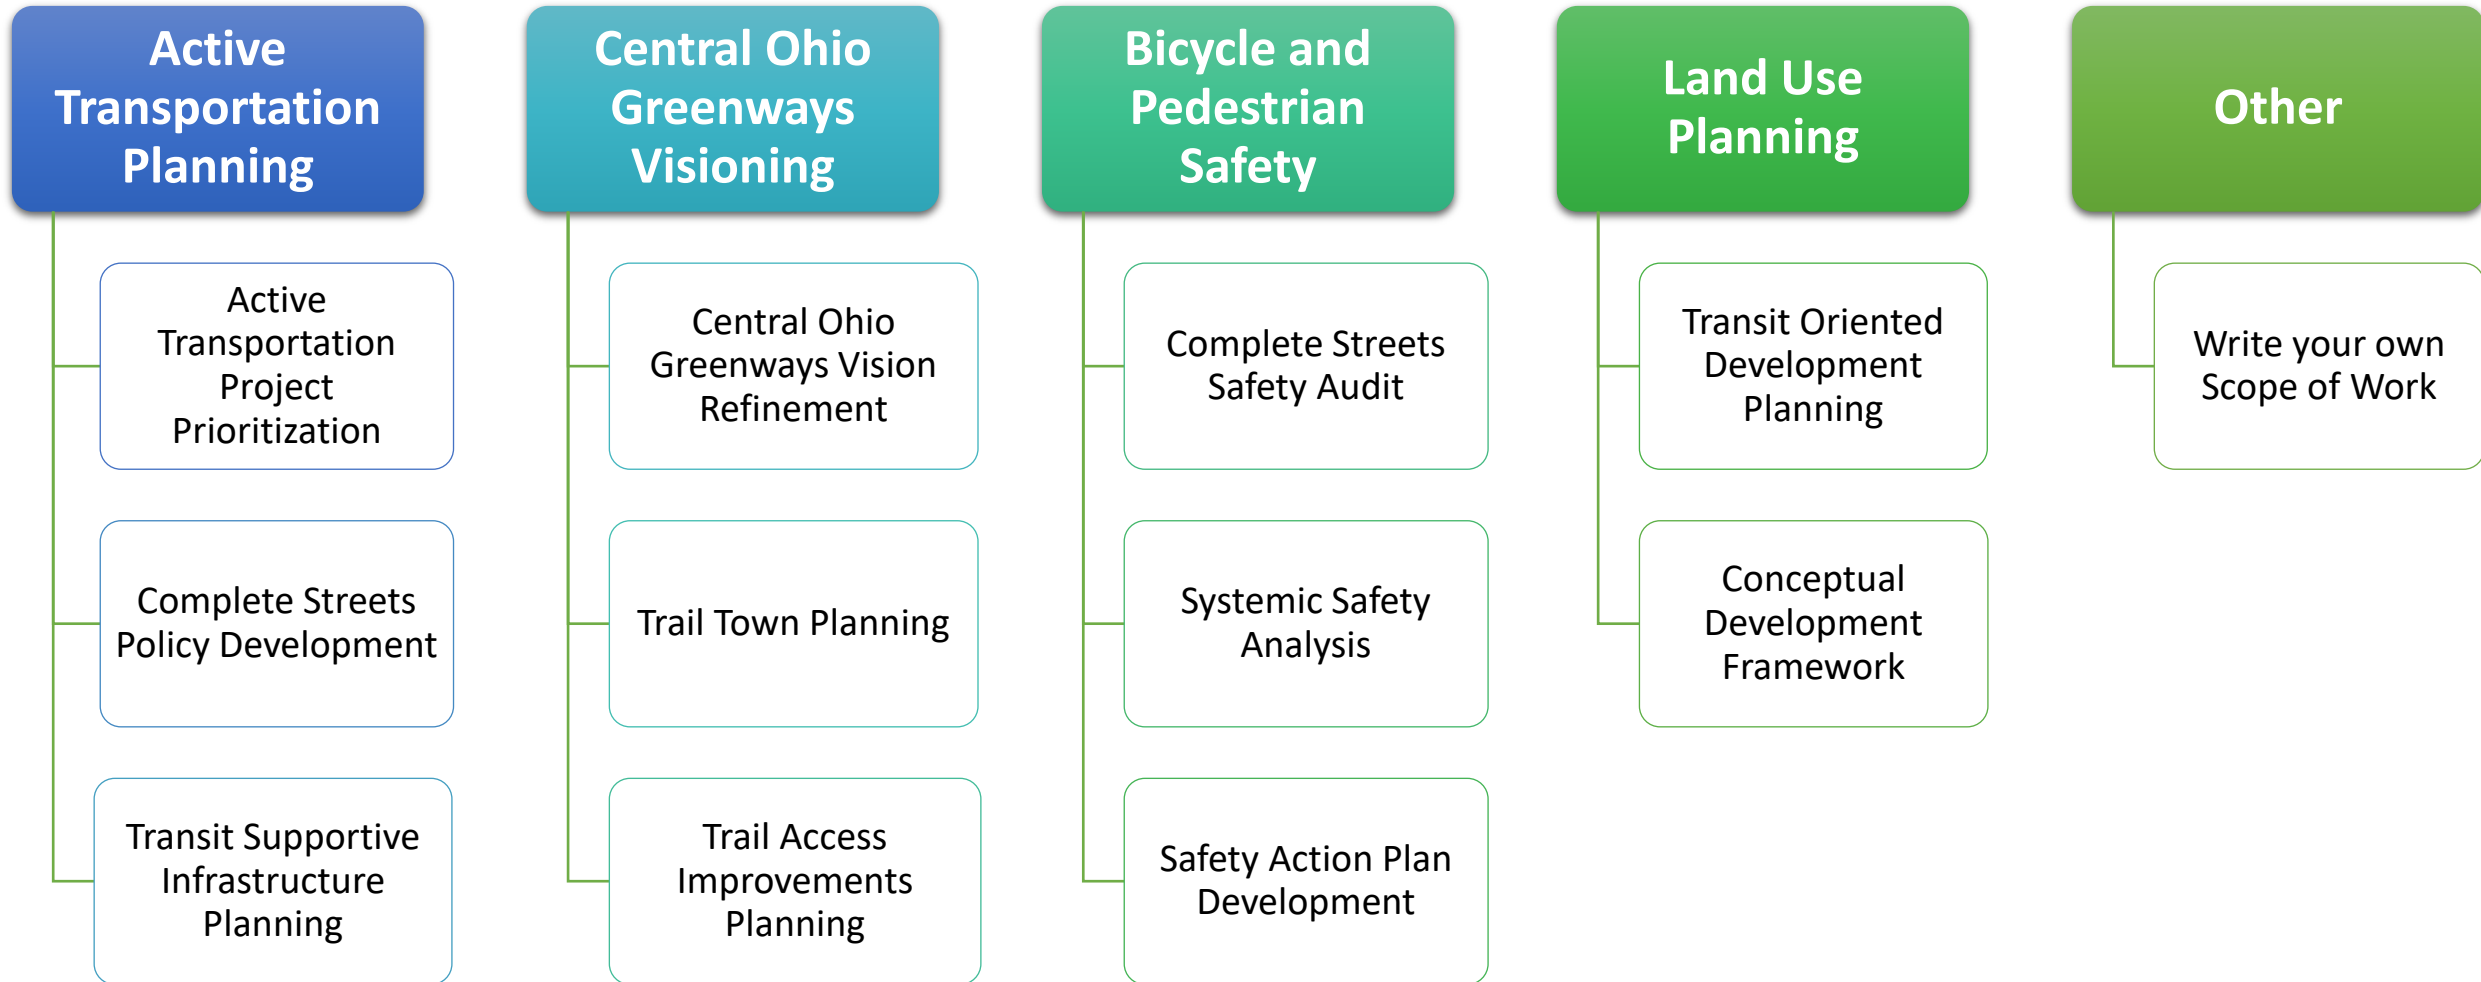 Active
Transportation
Planning
Active
Transportation
Project
Prioritization
Complete Streets
Policy Development
Transit Supportive
Infrastructure
Planning
Central Ohio
Greenways
Visioning
Central Ohio
Greenways Vision
Refinement
Trail Town Planning
Trail Access
Improvements
Planning
Bicycle and
Pedestrian
Safety
Complete Streets
Safety Audit
Systemic Safety
Analysis
Safety Action Plan
Development
Land Use
Planning
Transit Oriented
Development
Planning
Conceptual
Development
Framework
Other
Write your own
Scope of Work